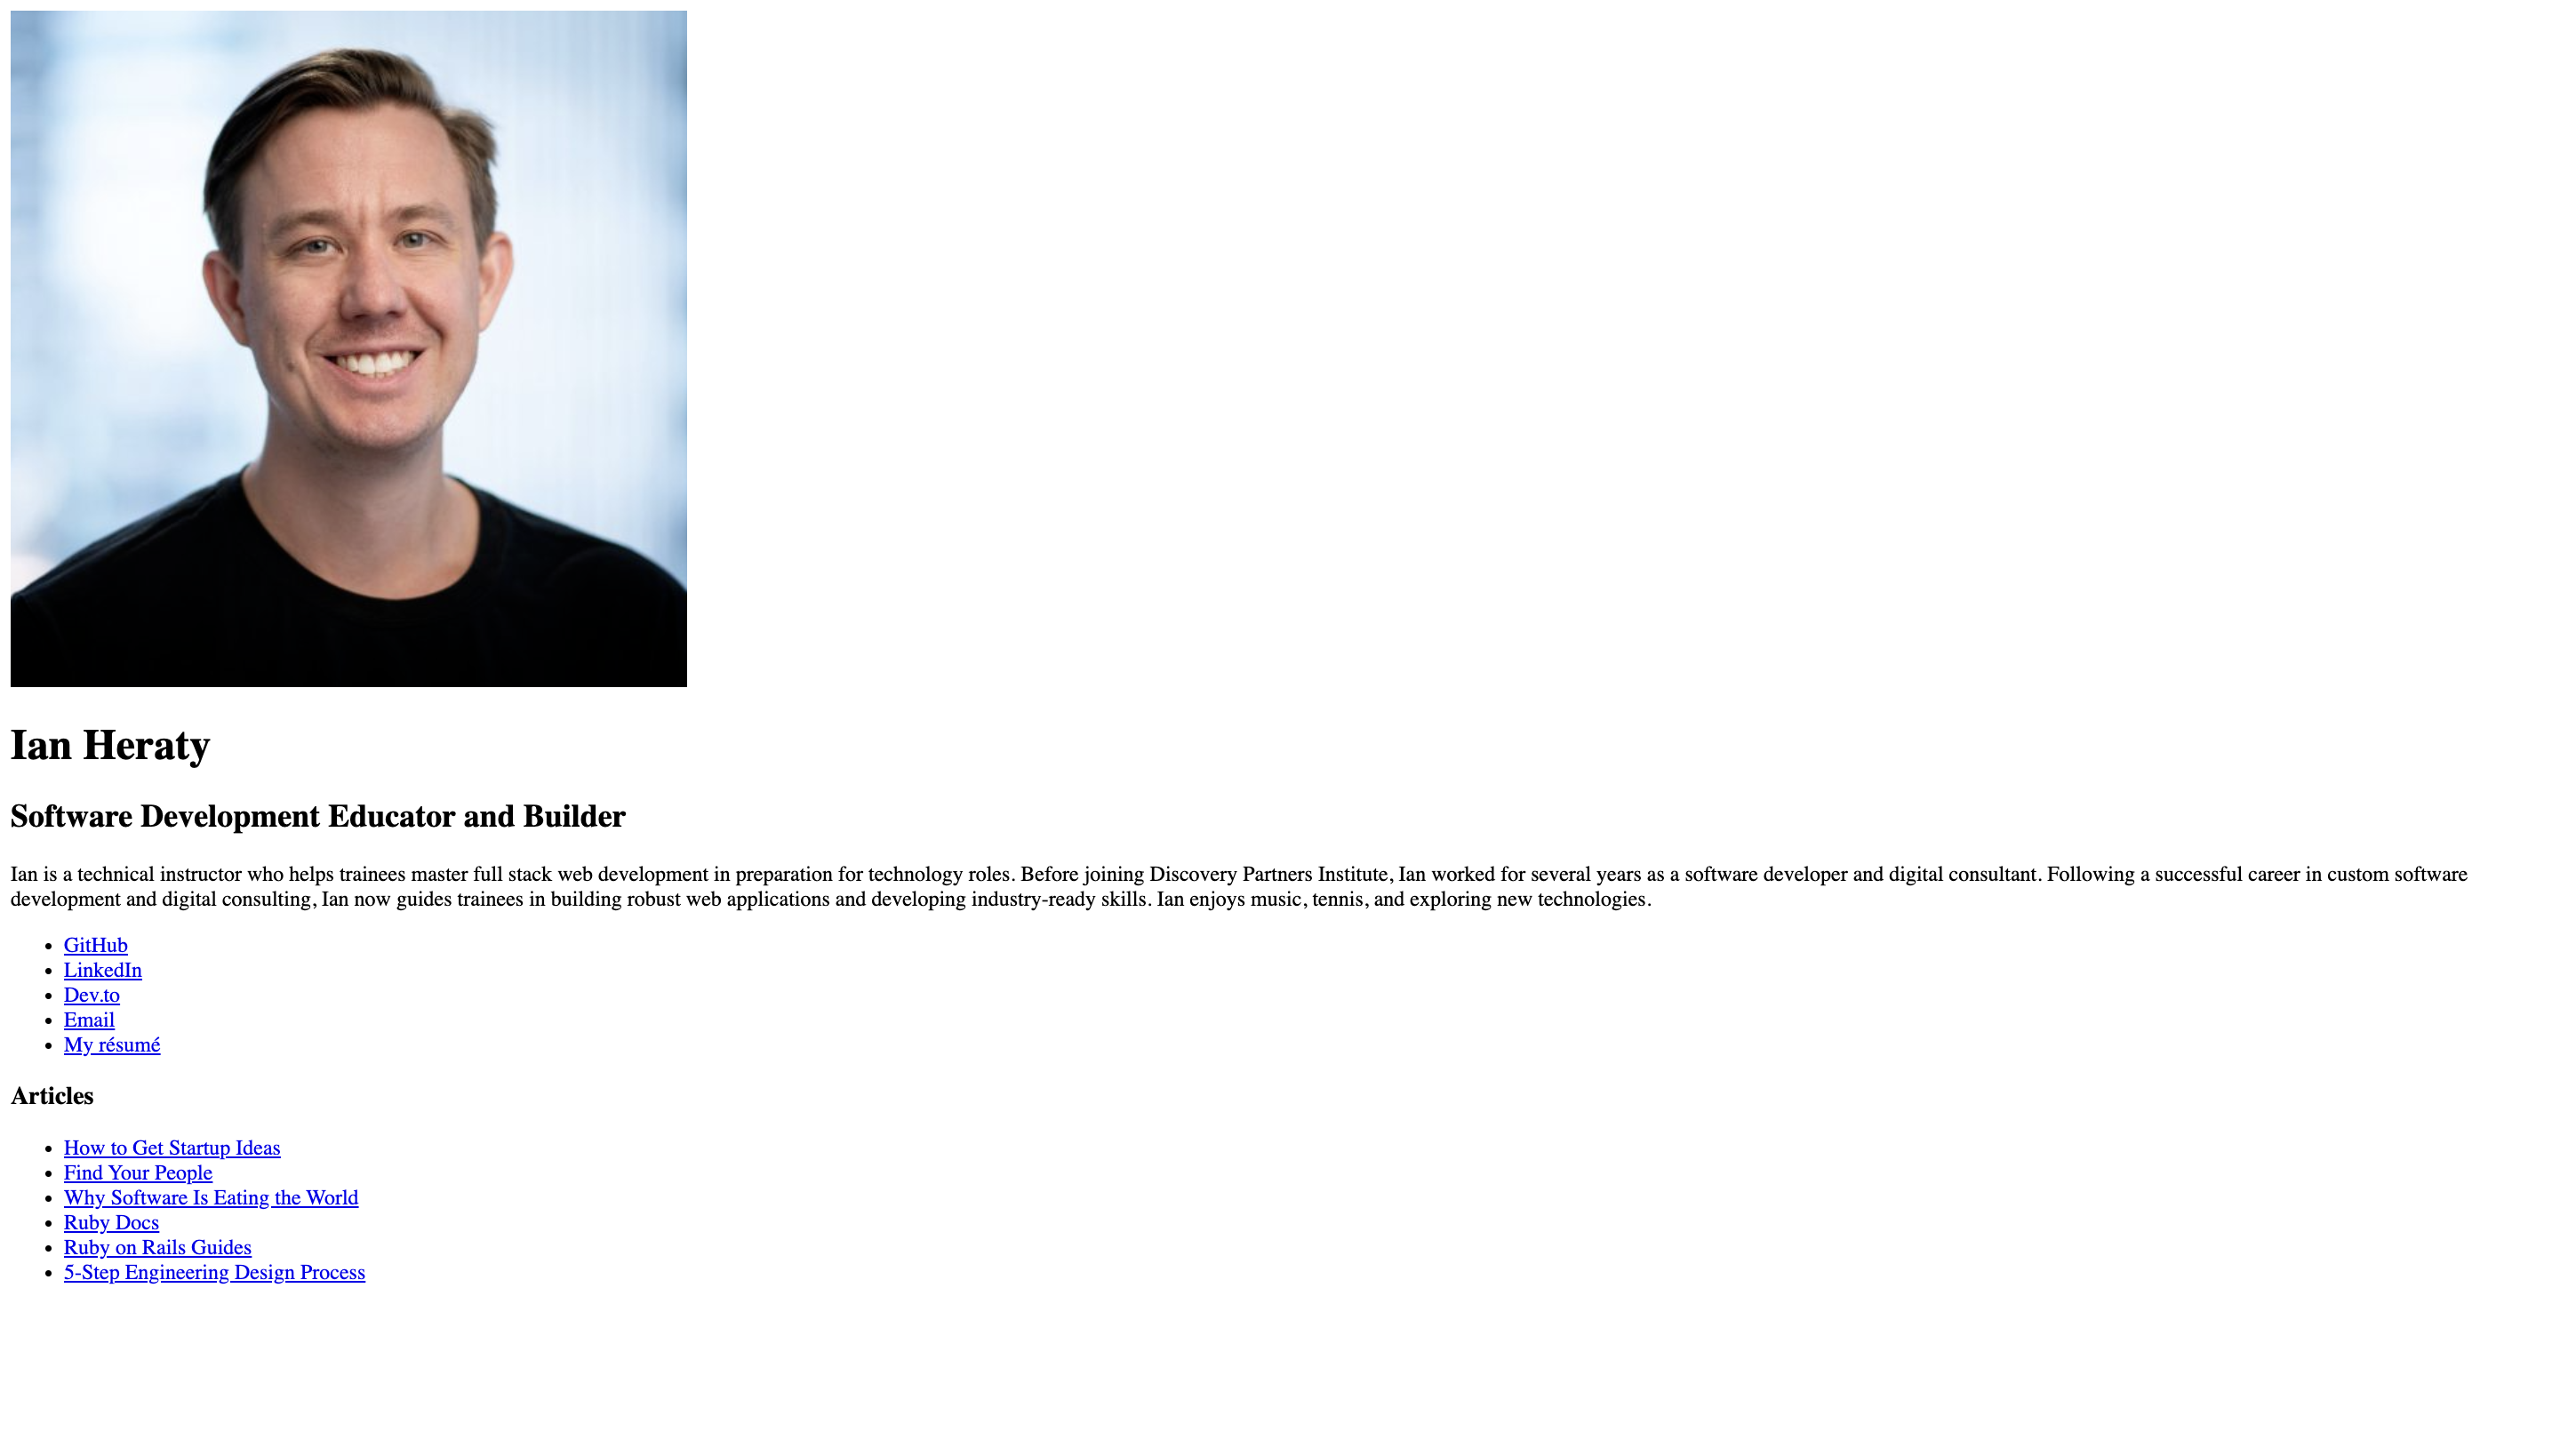 Ian Heraty
Software Development Educator and Builder
Ian is a technical instructor who helps trainees master full stack web development in preparation for technology roles. Before joining Discovery Partners Institute, Ian worked for several years as a software developer and digital consultant. Following a successful career in custom software
development and digital consulting, Ian now guides trainees in building robust web applications and developing industry-ready skills. Ian enjoys music, tennis, and exploring new technologies.
GitHub
LinkedIn
Dev.to
Email
My résumé
Articles
How to Get Startup Ideas
Find Your People
Why Software Is Eating the World
Ruby Docs
Ruby on Rails Guides
5-Step Engineering Design Process